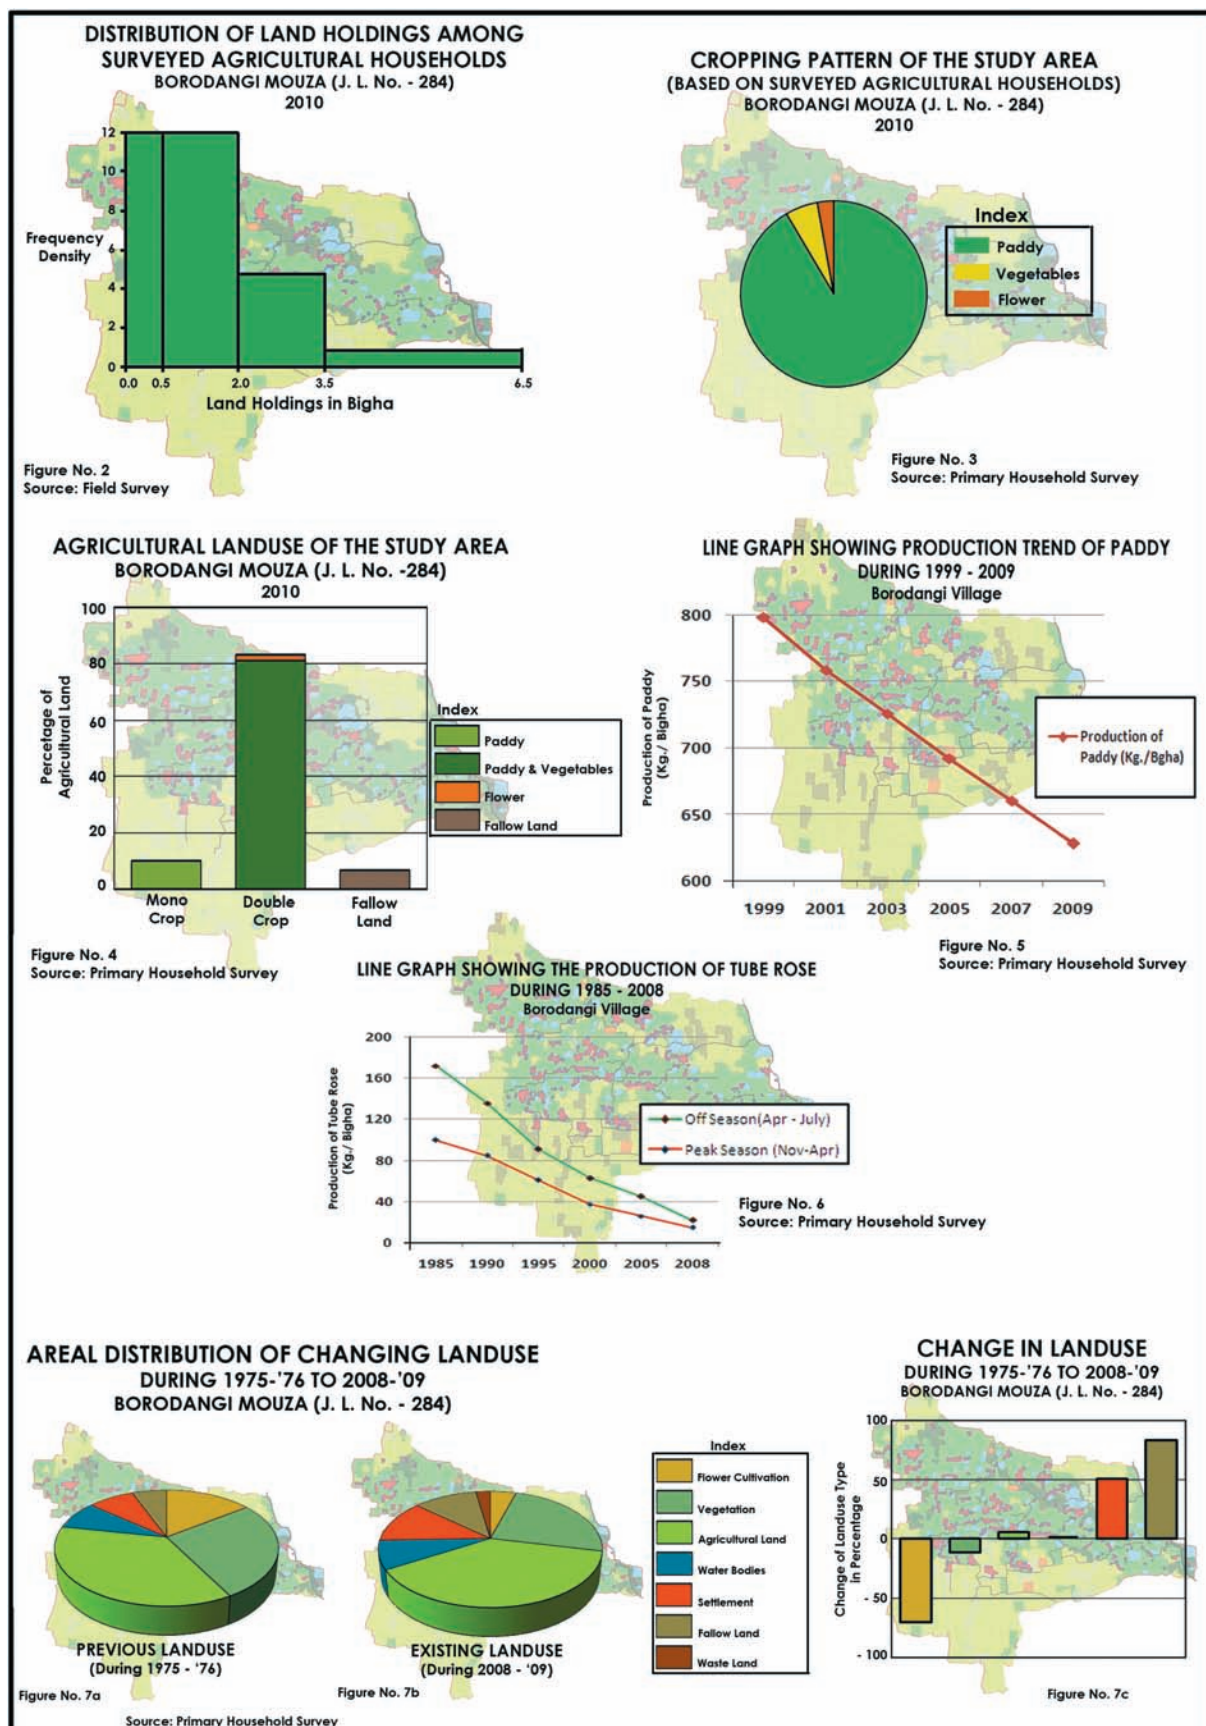 DISTRIBUTION OF LAND HOLDINGS AMONG
SURVEYED AGRICULTURAL HOUSEHOLDS
BORODANGI MOUZA (J. L. No. - 284)
2010
12
10
8
6
4
2
0
Frequency
Density
0.0 0.5 2.0 3.5 6.5
Land Holdings in Bigha
Figure No. 2
Source: Field Survey
CROPPING PATTERN OF THE STUDY AREA
(BASED ON SURVEYED AGRICULTURAL HOUSEHOLDS)
BORODANGI MOUZA (J. L. No. - 284)
2010
Index
Paddy
Vegetables
Flower
Figure No. 3
Source: Primary Household Survey
AGRICULTURAL LANDUSE OF THE STUDY AREA
BORODANGI MOUZA (J. L. No. -284)
2010
100
80
60
40
20
0
Percetage of
Agricultural Land
Mono
Crop
Double
Crop
Fallow
Land
Index
Paddy
Paddy & Vegetables
Flower
Fallow Land
Figure No. 4
Source: Primary Household Survey
LINE GRAPH SHOWING PRODUCTION TREND OF PADDY
DURING 1999 - 2009
Borodangi Village
800
750
700
650
600
Production of Paddy
(Kg./ Bigha)
1999 2001 2003 2005 2007 2009
Production of
Paddy (Kg./Bgha)
Figure No. 5
Source: Primary Household Survey
LINE GRAPH SHOWING THE PRODUCTION OF TUBE ROSE
DURING 1985 - 2008
Borodangi Village
200
160
120
80
40
0
Production of Tube Rose
(Kg./ Bigha)
1985 1990 1995 2000 2005 2008
Off Season(Apr - July)
Peak Season (Nov-Apr)
Figure No. 6
Source: Primary Household Survey
AREAL DISTRIBUTION OF CHANGING LANDUSE
DURING 1975-'76 TO 2008-'09
BORODANGI MOUZA (J. L. No. - 284)
PREVIOUS LANDUSE
(During 1975 - '76)
Figure No. 7a
EXISTING LANDUSE
(During 2008 - '09)
Figure No. 7b
Source: Primary Household Survey
Index
Flower Cultivation
Vegetation
Agricultural Land
Water Bodies
Settlement
Fallow Land
Waste Land
CHANGE IN LANDUSE
DURING 1975-'76 TO 2008-'09
BORODANGI MOUZA (J. L. No. - 284)
100
50
0
- 50
- 100
Change of Landuse Type
in Percentage
Figure No. 7c